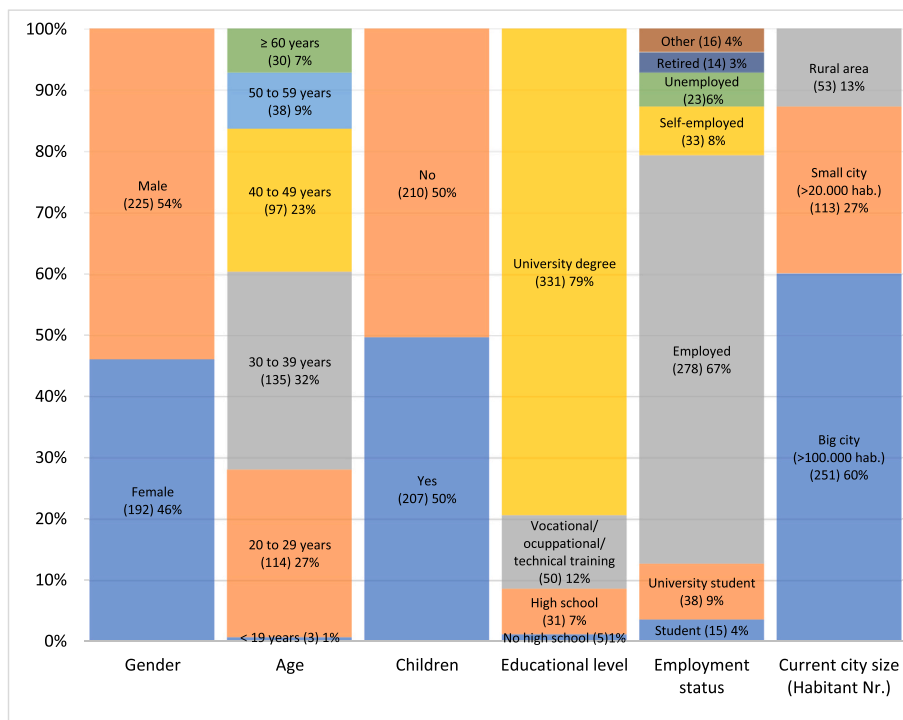 100%
90%
80%
70%
60%
50%
40%
30%
20%
10%
0%
Male
(225) 54%
Female
(192) 46%
≥ 60 years
(30) 7%
50 to 59 years
(38) 9%
40 to 49 years
(97) 23%
30 to 39 years
(135) 32%
20 to 29 years
(114) 27%
< 19 years (3) 1%
No
(210) 50%
Yes
(207) 50%
University degree
(331) 79%
Vocational/
ocuppational/
technical training
(50) 12%
High school
(31) 7%
No high school (5)1%
Other (16) 4%
Retired (14) 3%
Unemployed
(23)6%
Self-employed
(33) 8%
Employed
(278) 67%
University student
(38) 9%
Student (15) 4%
Rural area
(53) 13%
Small city
(>20.000 hab.)
(113) 27%
Big city
(>100.000 hab.)
(251) 60%
Gender
Age
Children
Educational level
Employment
status
Current city size
(Habitant Nr.)